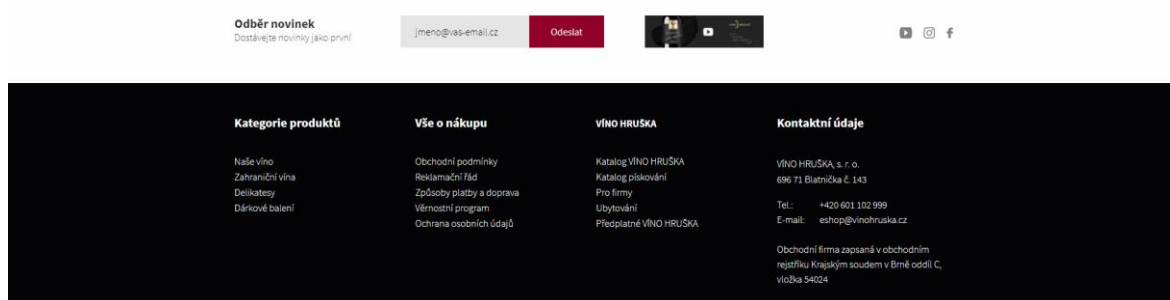 Odběr novinek
Dostávejte novinky jako první
jmeno@vas-email.cz
Odeslat
Kategorie produktů
Naše víno
Zahraniční vína
Delikatesy
Dárkové balení
Vše o nákupu
Obchodní podmínky
Reklamační řád
Způsoby platby a doprava
Věrnostní program
Ochrana osobních údajů
VÍNO HRUŠKA
Katalog VÍNO HRUŠKA
Katalog pískování
Pro firmy
Ubytování
Předplatné VÍNO HRUŠKA
Kontaktní údaje
VÍNO HRUŠKA, s. r. o.
696 71 Blatnička č. 143
Tel.: +420 601 102 999
E-mail: eshop@vinohruska.cz
Obchodní firma zapsaná v obchodním
rejstříku Krajským soudem v Brně oddíl C,
vložka 54024